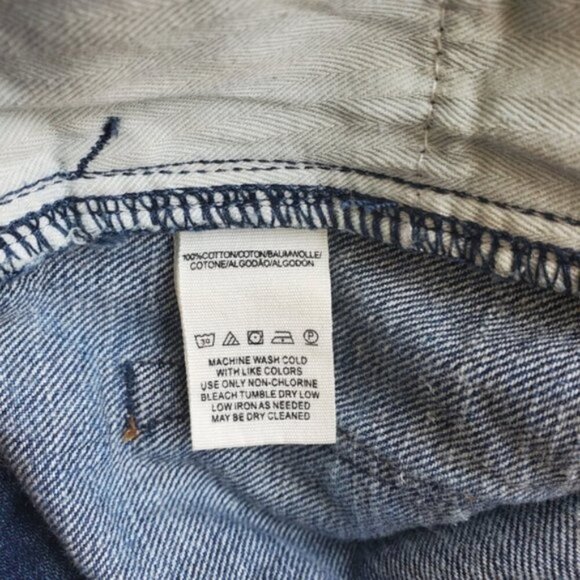 100%COTTON/COTON/BAUMWOLLE/
COTONE/ALGODÃO/ALGODON
30 P
MACHINE WASH COLD
WITH LIKE COLORS
USE ONLY NON-CHLORINE
BLEACH TUMBLE DRY LOW
LOW IRON AS NEEDED
MAY BE DRY CLEANED